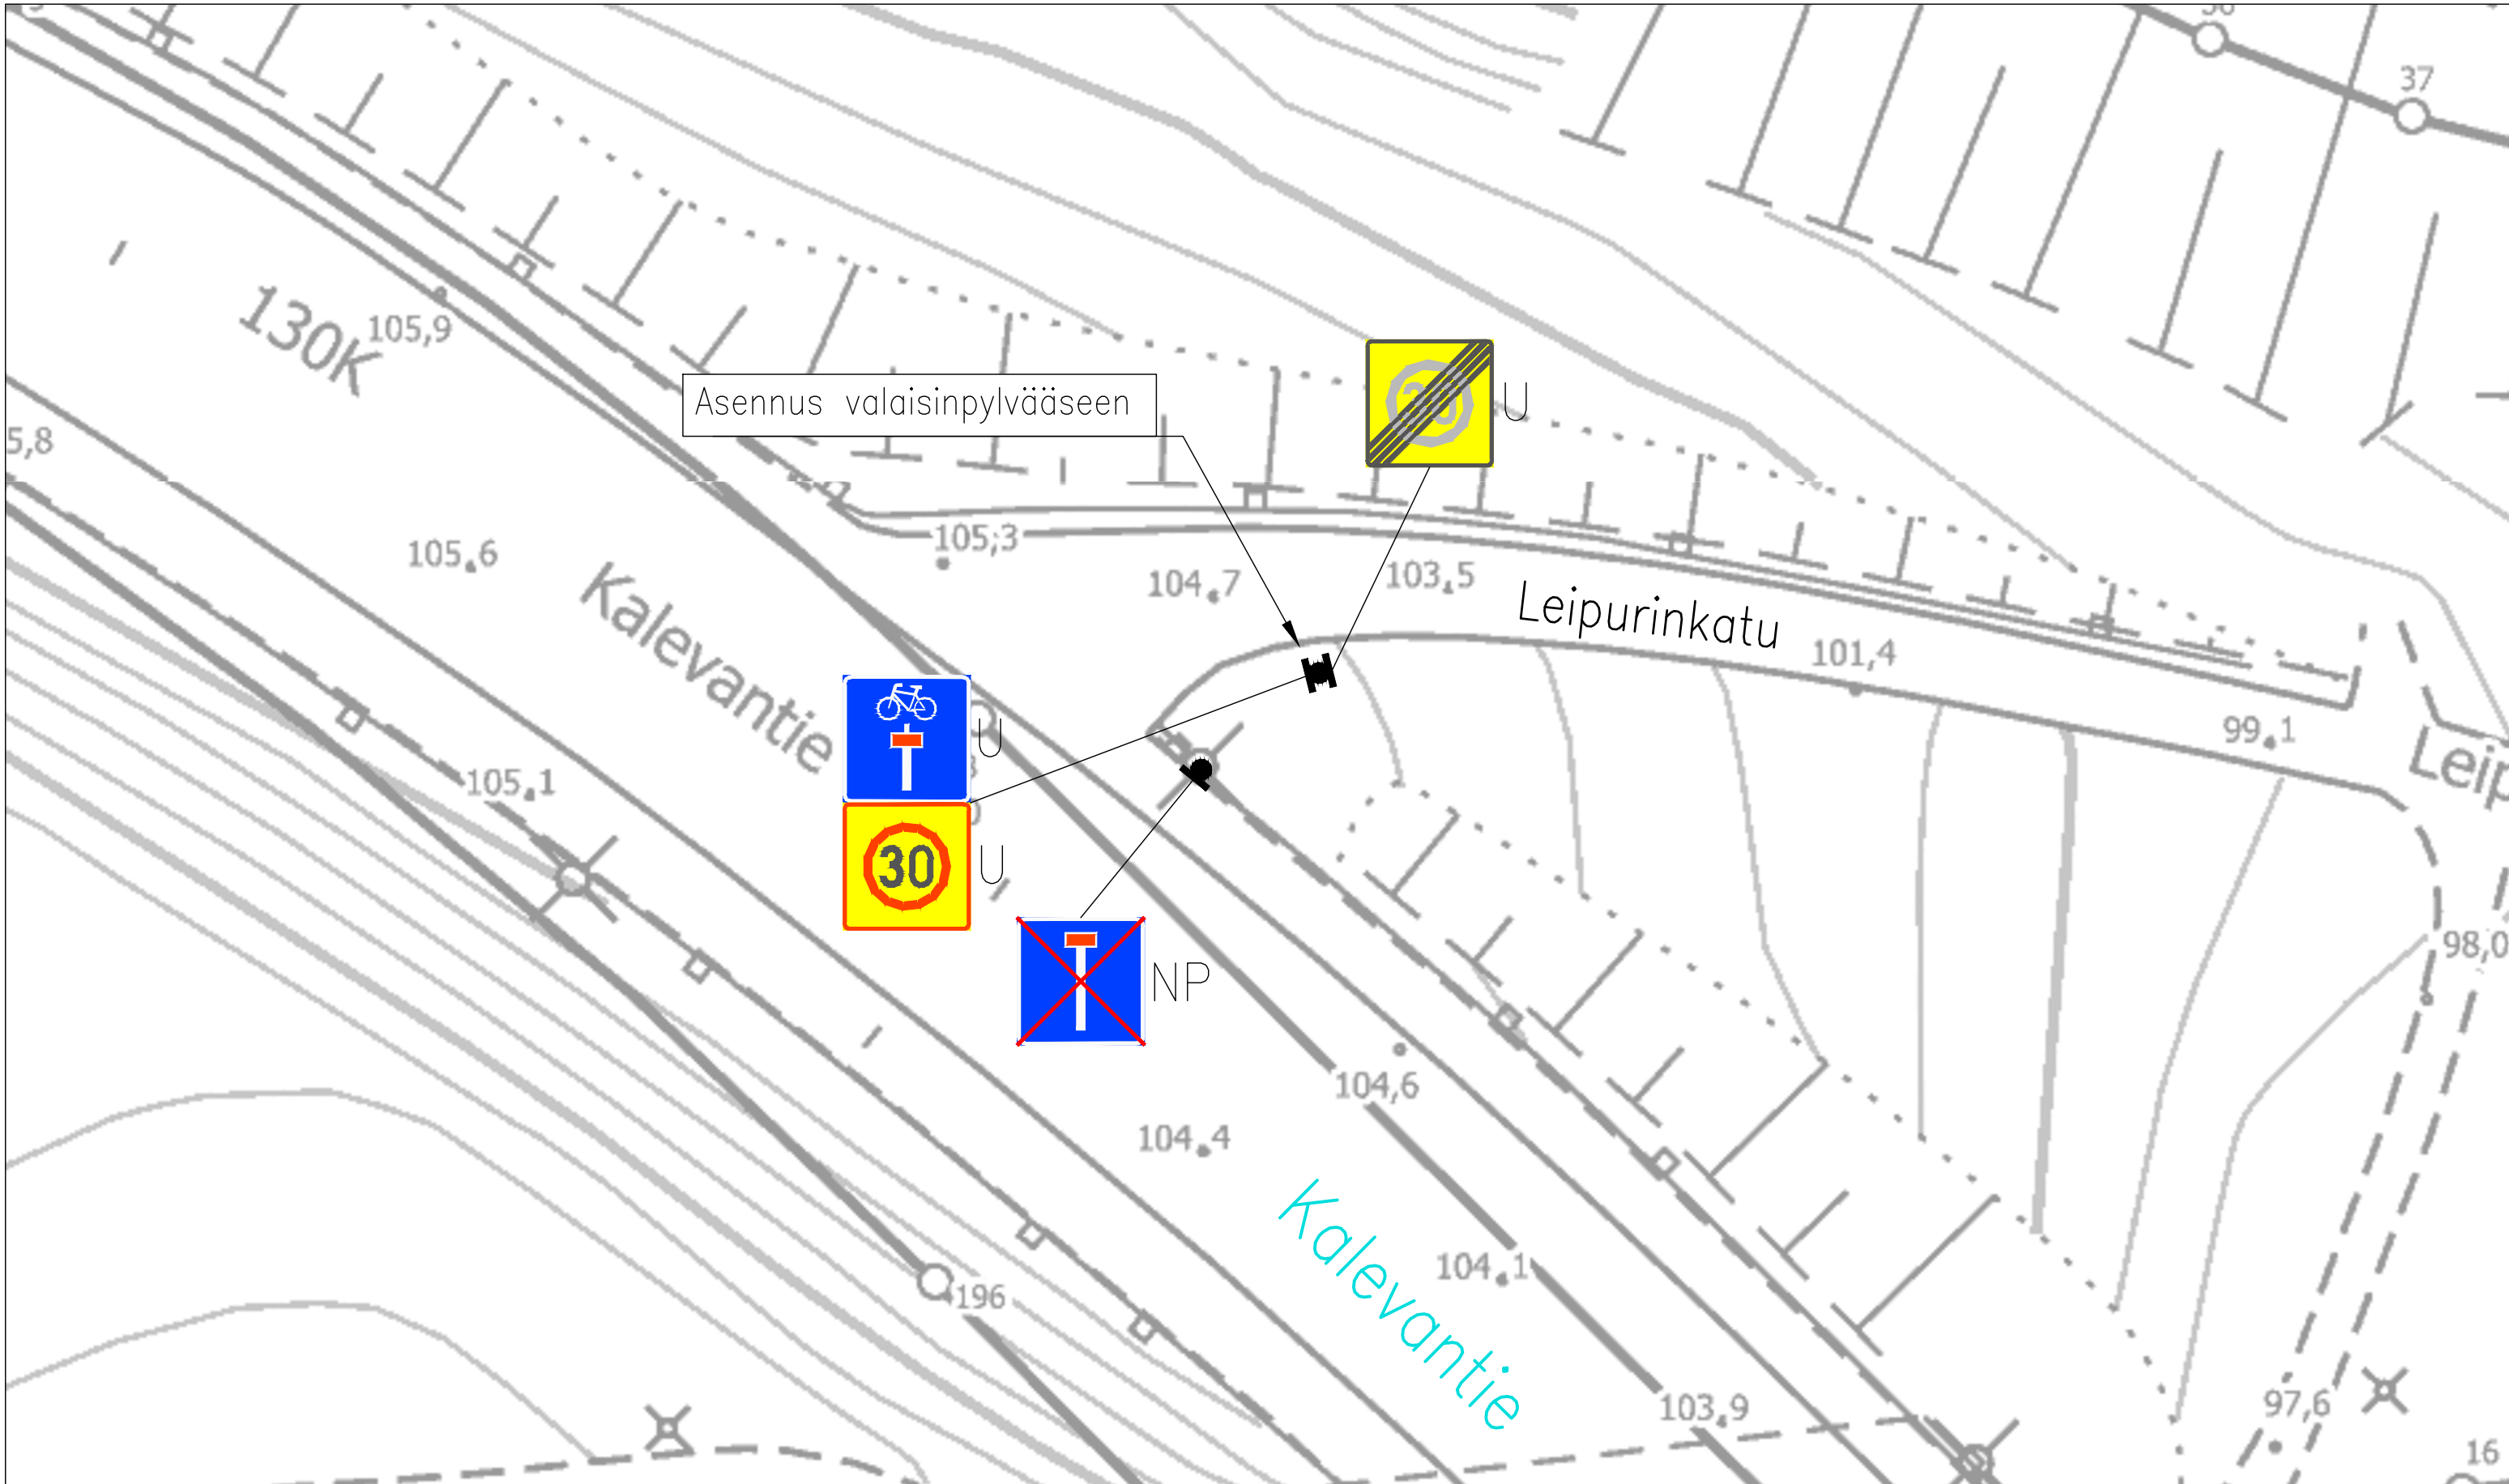 37
130K
105,9
Asennus valaisinpylvääseen
U
5,8
105,3
105.6
104.7
103.5
Leipurinkatu
101,4
Kalevantie
99.1
U
Leip
105.1
30
U
98,0
NP
104,6
104.4
Kalevantie
104.1
196
103,9
97,6
16